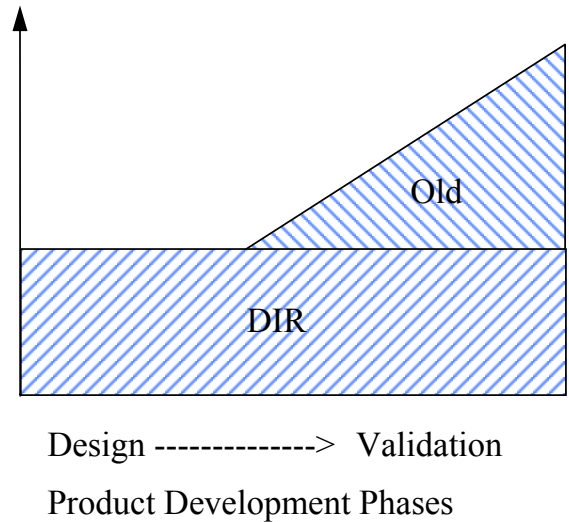 Old
DIR
Design --------------> Validation
Product Development Phases